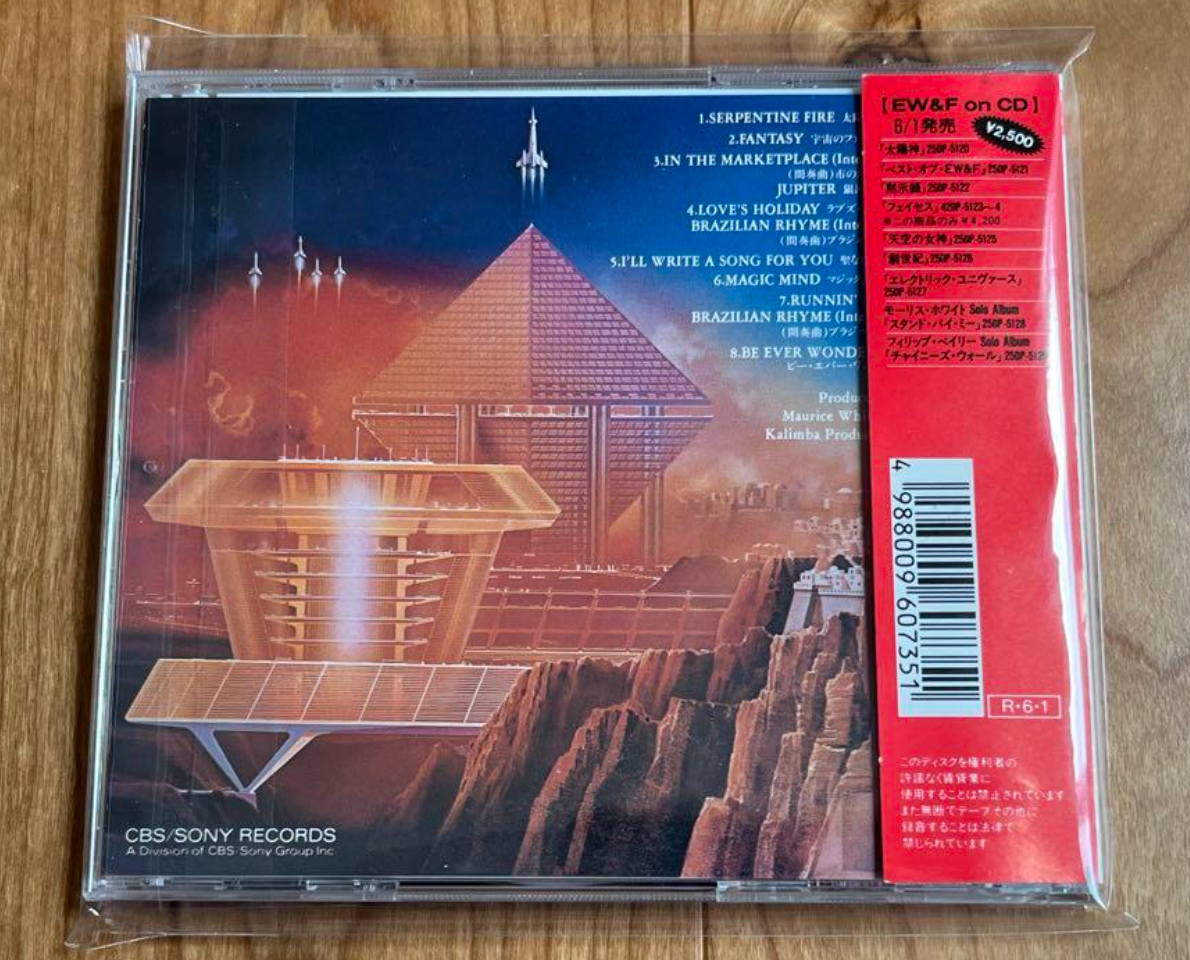 1.SERPENTINE FIRE 太陽
2.FANTASY 宇宙のファ
3.IN THE MARKETPLACE (Inte
(間奏曲)市の
JUPITER
4.LOVE'S HOLIDAY ラブズ
BRAZILIAN RHYME (Inte
(間奏曲)ブラジ
5.I'LL WRITE A SONG FOR YOU 聖な
6.MAGIC MIND マジッ
7.RUNNIN'
BRAZILIAN RHYME (Inte
(間奏曲)ブラジ
8.BE EVER WONDE
ビー・エバー・ワ
Produc
Maurice Whi
Kalimba Produ
CBS/SONY RECORDS
A Division of CBS/Sony Group Inc
[EW&F on CD]
6/1発売 ¥2,500
「太陽神」25DP-5120
「ベスト・オブ・EW&F」25DP-5121
「黙示録」25DP-5122
「フェイセス」42DP-5123〜4
※この商品のみ¥4,200
「天空の女神」25DP-5125
「創世紀」25DP-5126
「エレクトリック・ユニヴァース」
25DP-5127
モーリス・ホワイト Solo Album
「スタンド・バイ・ミー」25DP-5128
フィリップ・ベイリー Solo Album
「チャイニーズ・ウォール」25DP-5129
4 988009 607351
R・6・1
このディスクを権利者の
許諾なく賃貸業に
使用することは禁止されています
また無断でテープその他に
録音することは法律で
禁じられています